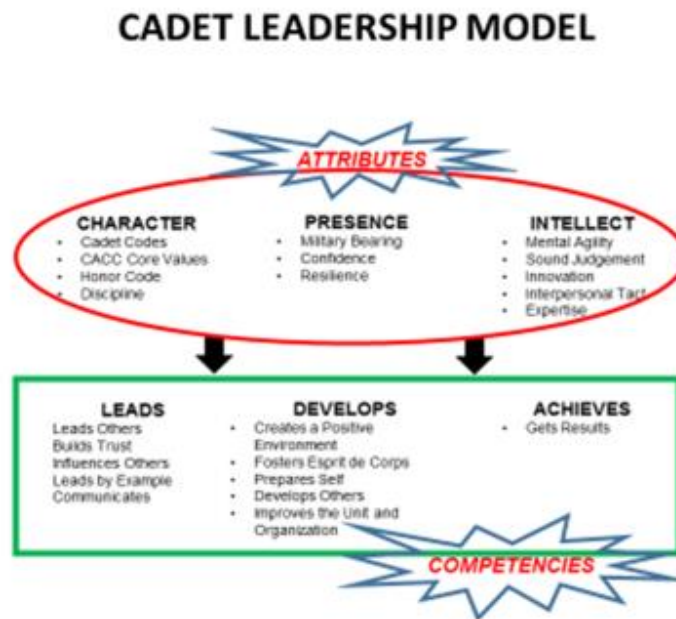 CADET LEADERSHIP MODEL
ATTRIBUTES
CHARACTER
• Cadet Codes
• CACC Core Values
• Honor Code
• Discipline
PRESENCE
• Military Bearing
• Confidence
• Resilience
INTELLECT
• Mental Agility
• Sound Judgement
• Innovation
• Interpersonal Tact
• Expertise
LEADS
Leads Others
Builds Trust
Influences Others
Leads by Example
Communicates
DEVELOPS
• Creates a Positive
Environment
• Fosters Esprit de Corps
• Prepares Self
• Develops Others
• Improves the Unit and
Organization
ACHIEVES
• Gets Results
COMPETENCIES